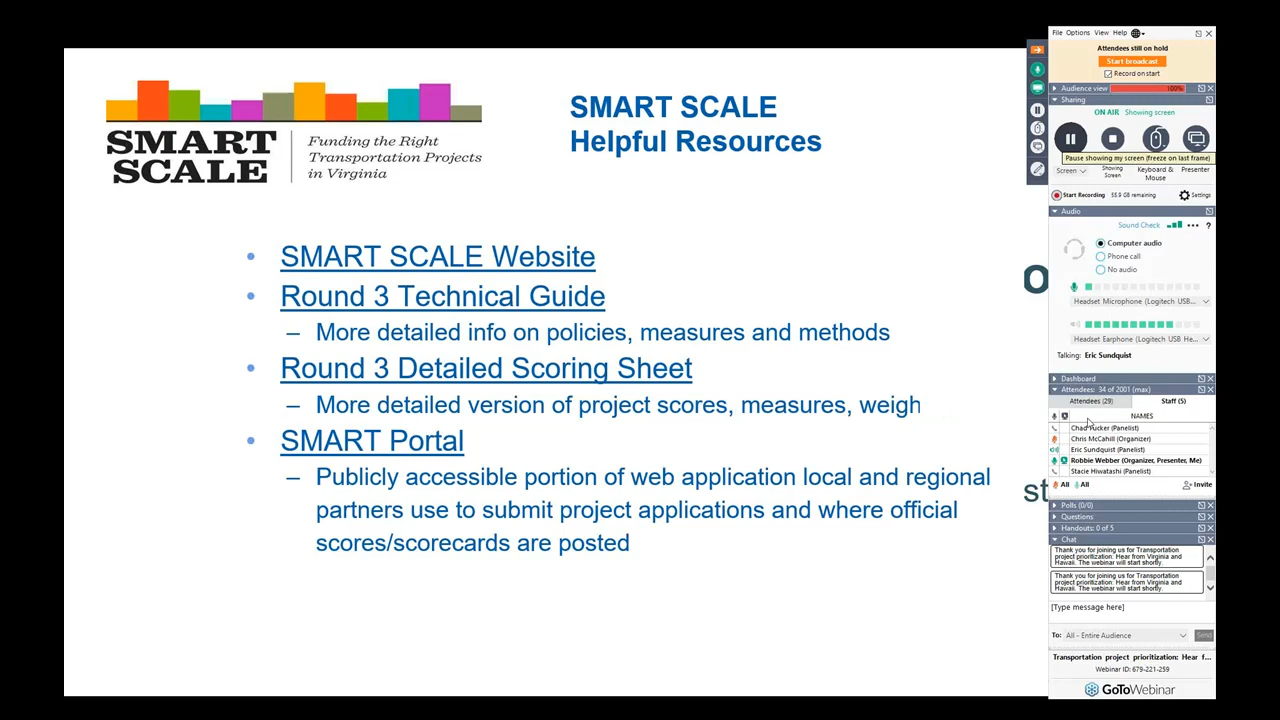 SMART SCALE
Helpful Resources
SMART
SCALE
Funding the Right
Transportation Projects
in Virginia
• SMART SCALE Website
• Round 3 Technical Guide
– More detailed info on policies, measures and methods
• Round 3 Detailed Scoring Sheet
– More detailed version of project scores, measures, weigh
• SMART Portal
– Publicly accessible portion of web application local and regional
partners use to submit project applications and where official
scores/scorecards are posted
o
st
File Options View Help
Attendees still on hold
Start broadcast
Record on start
Audience view 100%
Sharing
ON AIR Showing screen
Pause showing my screen (freeze on last frame)
Screen
Showing
Screen
Keyboard &
Mouse
Presenter
Start Recording 55.9 GB remaining Settings
Audio
Sound Check ?
Computer audio
Phone call
No audio
Headset Microphone (Logitech USB...
Headset Earphone (Logitech USB He...
Talking: Eric Sundquist
Dashboard
Attendees: 34 of 2001 (max)
Attendees (29) Staff (5)
NAMES
Chad Tucker (Panelist)
Chris McCahill (Organizer)
Eric Sundquist (Panelist)
Robbie Webber (Organizer, Presenter, Me)
Stacie Hiwatashi (Panelist)
All All Invite
Polls (0/0)
Questions
Handouts: 0 of 5
Chat
Thank you for joining us for Transportation
project prioritization: Hear from Virginia and
Hawaii. The webinar will start shortly.
Thank you for joining us for Transportation
project prioritization: Hear from Virginia and
Hawaii. The webinar will start shortly.
[Type message here]
To: All - Entire Audience Send
Transportation project prioritization: Hear f...
Webinar ID: 679-221-259
GoToWebinar